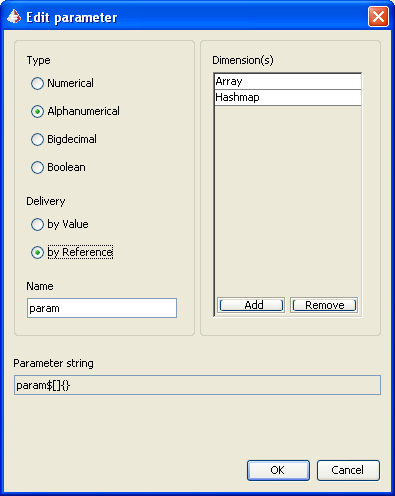 Edit parameter
Type
Numerical
Alphanumerical
Bigdecimal
Boolean
Delivery
by Value
by Reference
Name
param
Dimension(s)
Array
Hashmap
Add Remove
Parameter string
param$[]{}
OK Cancel